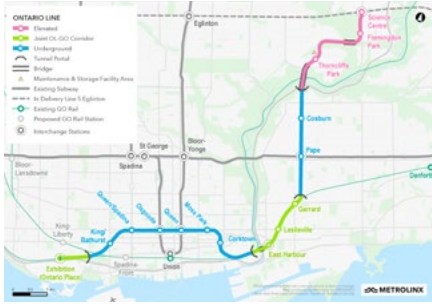 ONTARIO LINE
Elevated
Joint OL-GO Corridor
Underground
Tunnel Portal
Bridge
Maintenance & Storage Facility Area
Existing Subway
In Delivery Line 5 Eglinton
Existing GO Rail
Proposed GO Rail Station
Interchange Stations
Eglinton
Science
Centre
Flemingdon
Park
Thorncliffe
Park
Cosburn
Pape
St George
Bloor-
Yonge
Spadina
Bloor-
Lansdowne
Danforth
Queen/Spadina
Osgoode
Queen
Moss Park
King-
Liberty
King/
Bathurst
Corktown
Gerrard
Leslieville
East Harbour
Exhibition
(Ontario Place)
Spadina-
Front
Union
METROLINX